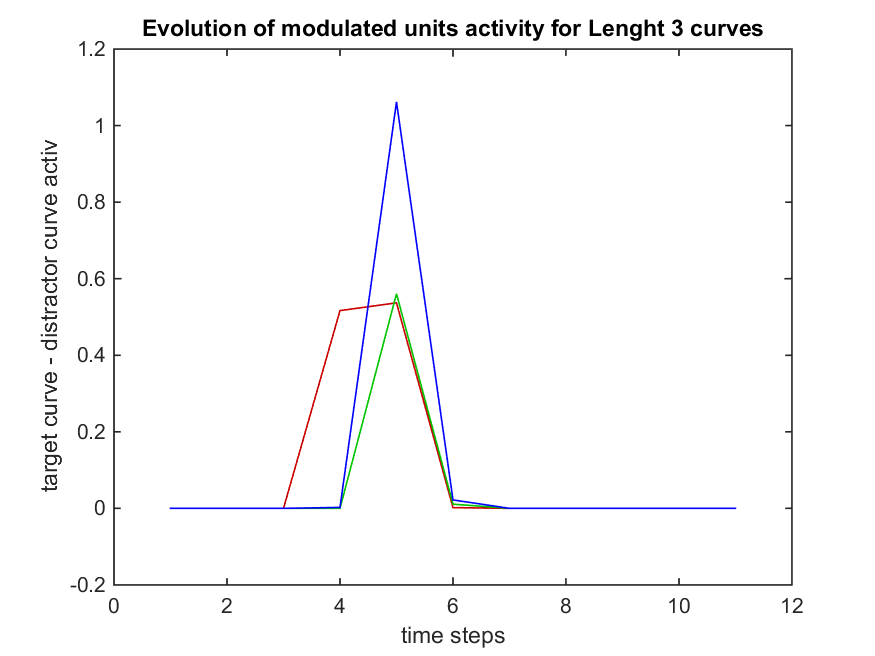 Evolution of modulated units activity for Lenght 3 curves
1.2
1
0.8
0.6
0.4
0.2
0
-0.2
target curve - distractor curve activ
0 2 4 6 8 10 12
time steps